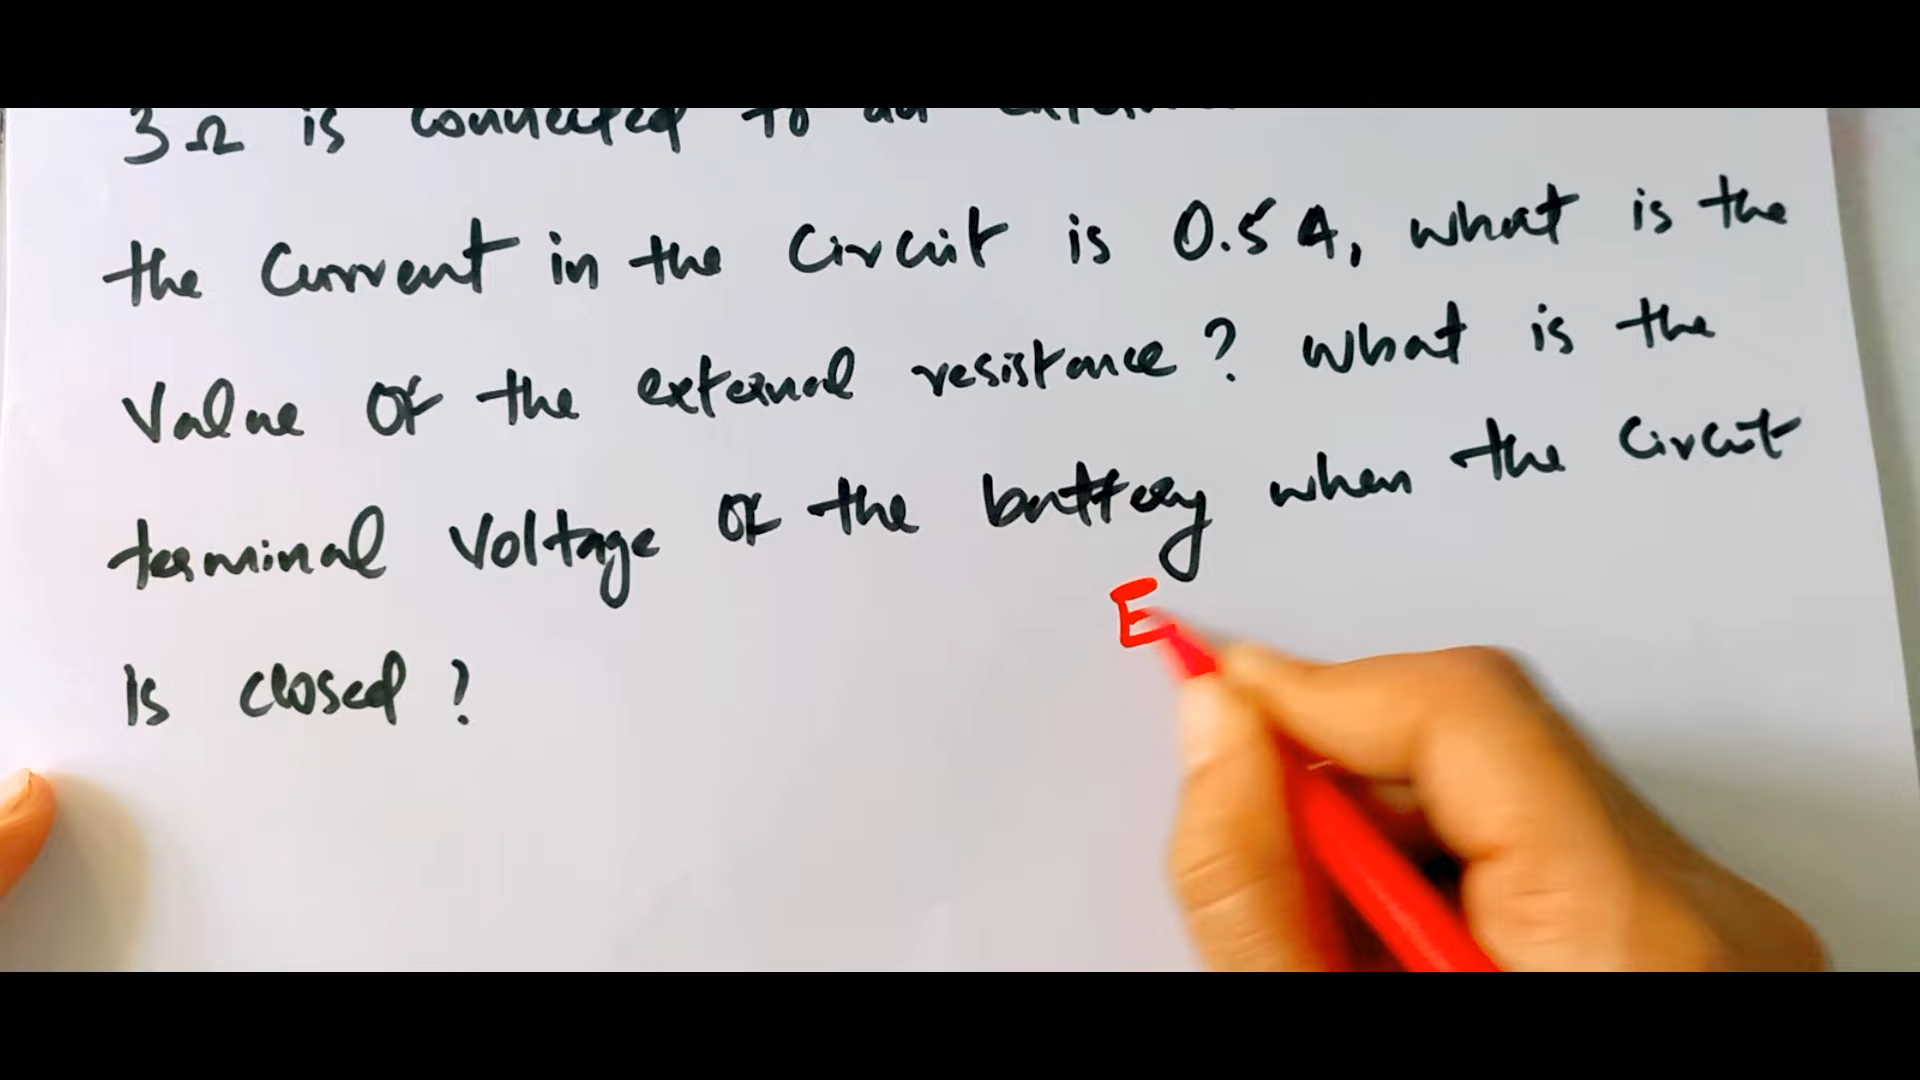 3Ω is connected to an
the current in the circuit is 0.5 A, what is the
value of the external resistance? What is the
terminal voltage of the battery when the circuit
is closed?
E